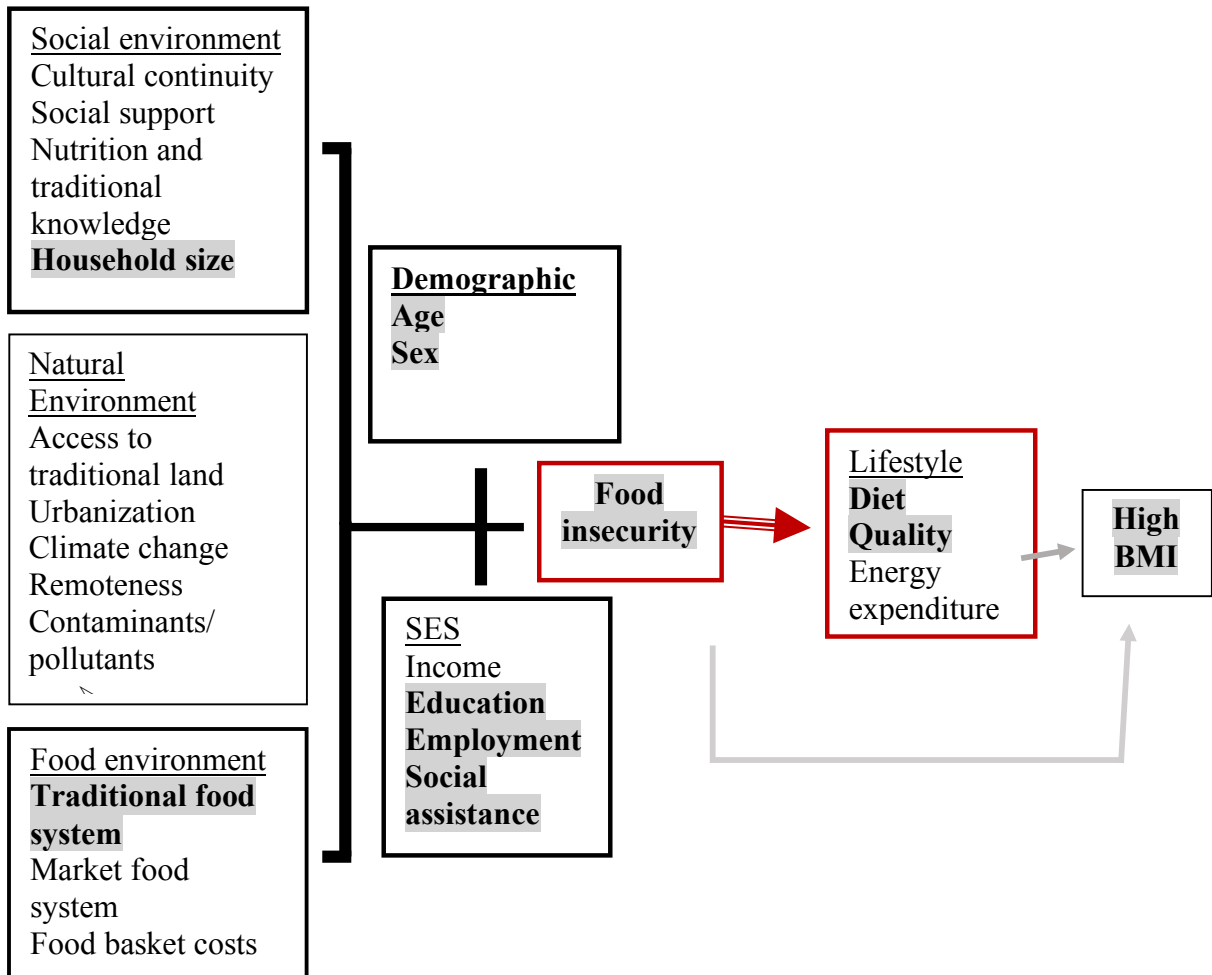 Social environment
Cultural continuity
Social support
Nutrition and
traditional
knowledge
Household size
Natural
Environment
Access to
traditional land
Urbanization
Climate change
Remoteness
Contaminants/
pollutants
Food environment
Traditional food
system
Market food
system
Food basket costs
Demographic
Age
Sex
SES
Income
Education
Employment
Social
assistance
Food
insecurity
Lifestyle
Diet
Quality
Energy
expenditure
High
BMI